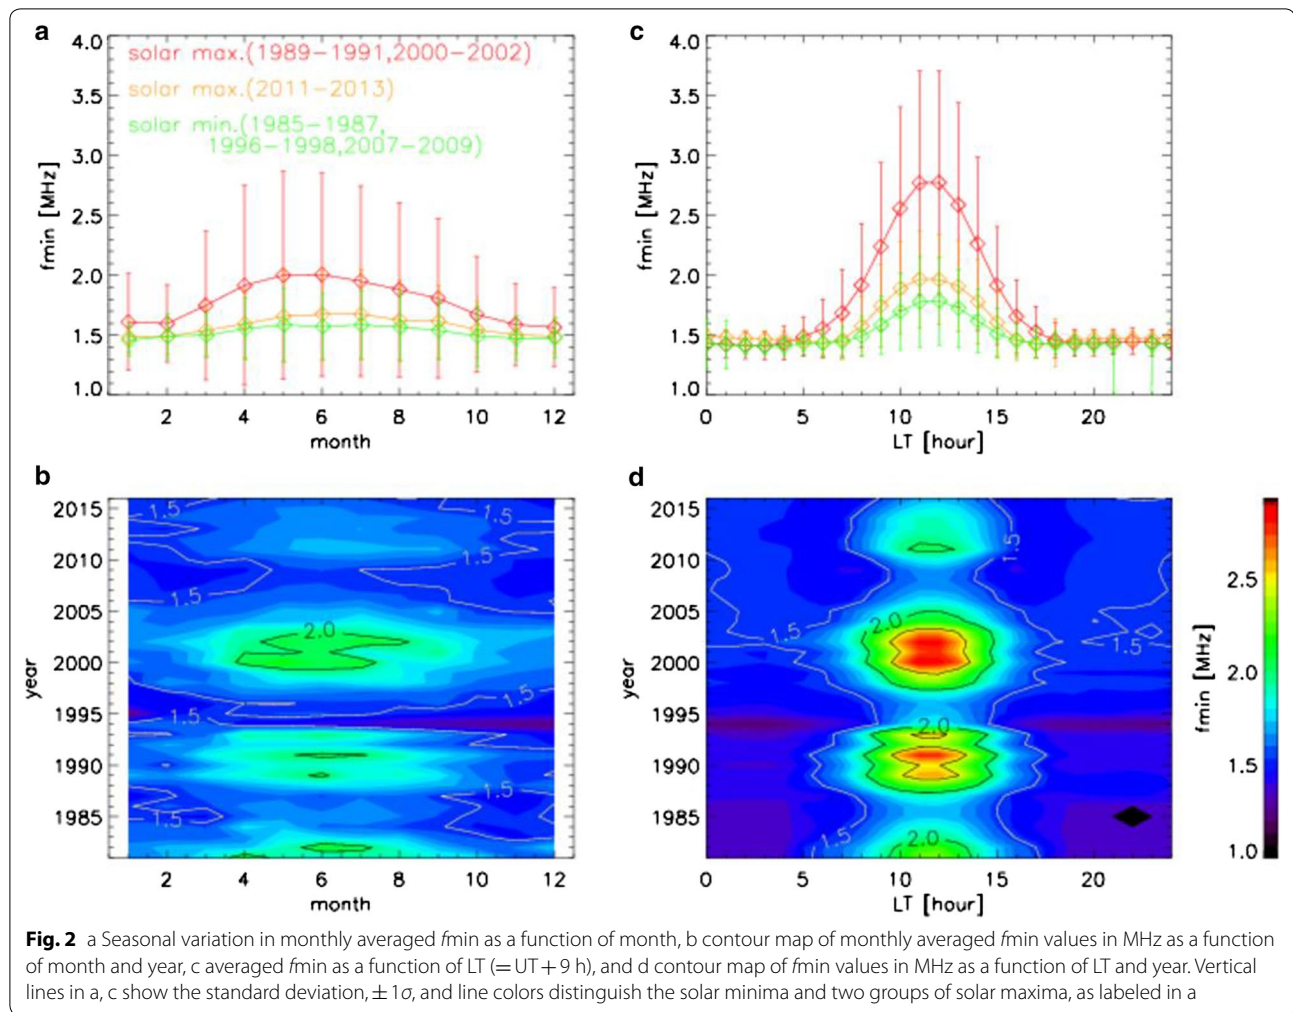 a
4.0
3.5
3.0
2.5
2.0
1.5
1.0
fmin [MHz]
solar max.(1989−1991,2000−2002)
solar max.(2011−2013)
solar min.(1985−1987,
1996−1998,2007−2009)
2 4 6 8 10 12
month
c
4.0
3.5
3.0
2.5
2.0
1.5
1.0
fmin [MHz]
0 5 10 15 20
LT [hour]
b
2015
2010
2005
2000
1995
1990
1985
year
1.5
1.5
1.5
1.5
2.0
1.5
1.5
1.5
1.5
2 4 6 8 10 12
month
d
2015
2010
2005
2000
1995
1990
1985
year
1.5
2.0
1.5
1.5
2.0
1.5
2.0
0 5 10 15 20
LT [hour]
2.5
2.0
1.5
1.0
fmin [MHz]
Fig. 2 a Seasonal variation in monthly averaged fmin as a function of month, b contour map of monthly averaged fmin values in MHz as a function
of month and year, c averaged fmin as a function of LT (= UT + 9 h), and d contour map of fmin values in MHz as a function of LT and year. Vertical
lines in a, c show the standard deviation, ± 1σ, and line colors distinguish the solar minima and two groups of solar maxima, as labeled in a